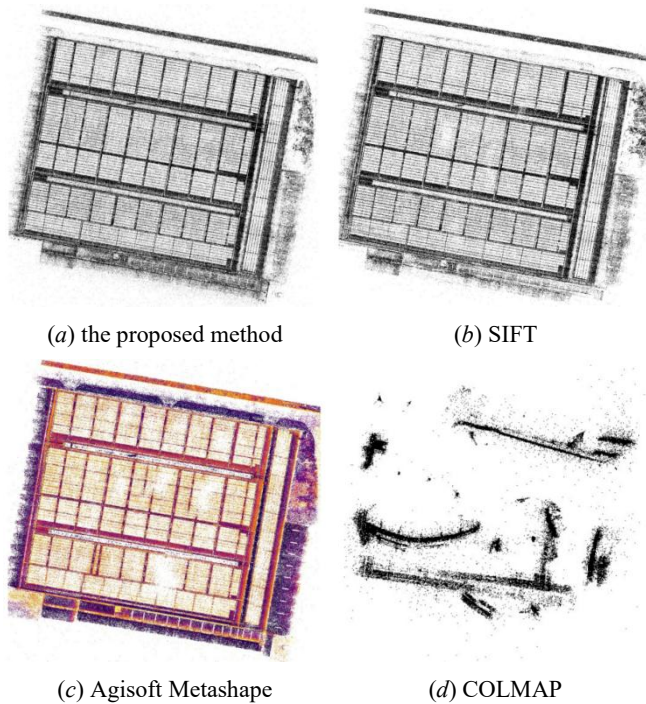 (a) the proposed method
(b) SIFT
(c) Agisoft Metashape
(d) COLMAP